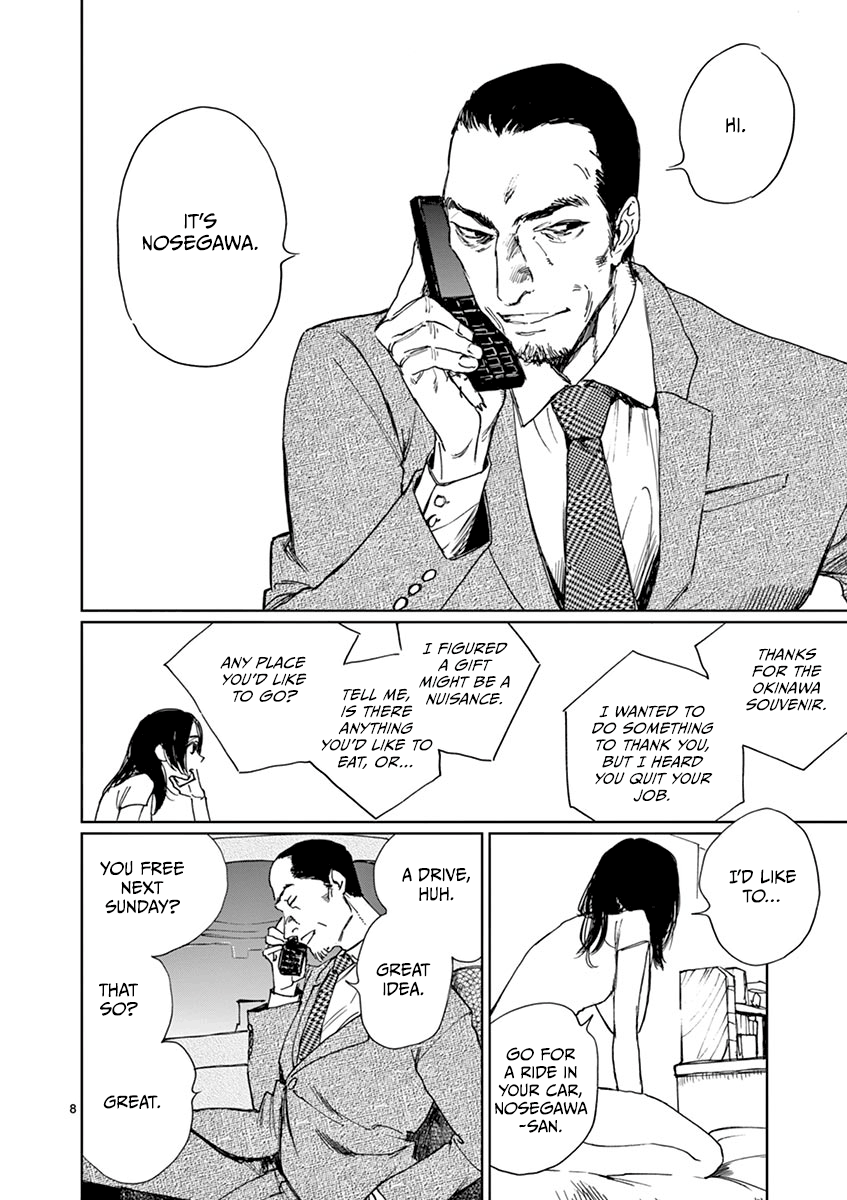 HI.
IT'S
NOSEGAWA.
THANKS
FOR THE
OKINAWA
SOUVENIR.
I WANTED TO
DO SOMETHING
TO THANK YOU,
BUT I HEARD
YOU QUIT YOUR
JOB.
I FIGURED
A GIFT
MIGHT BE A
NUISANCE.
TELL ME,
IS THERE
ANYTHING
YOU'D LIKE TO
EAT, OR...
ANY PLACE
YOU'D LIKE
TO GO?
I'D LIKE
TO...
GO FOR
A RIDE IN
YOUR CAR,
NOSEGAWA
-SAN.
A DRIVE,
HUH.
GREAT
IDEA.
YOU FREE
NEXT
SUNDAY?
THAT
SO?
GREAT.
8